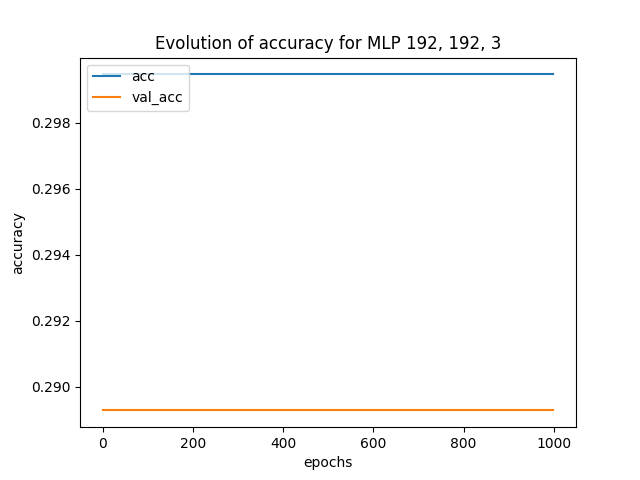 Evolution of accuracy for MLP 192, 192, 3
acc
val_acc
0.298
0.296
0.294
0.292
0.290
accuracy
0 200 400 600 800 1000
epochs